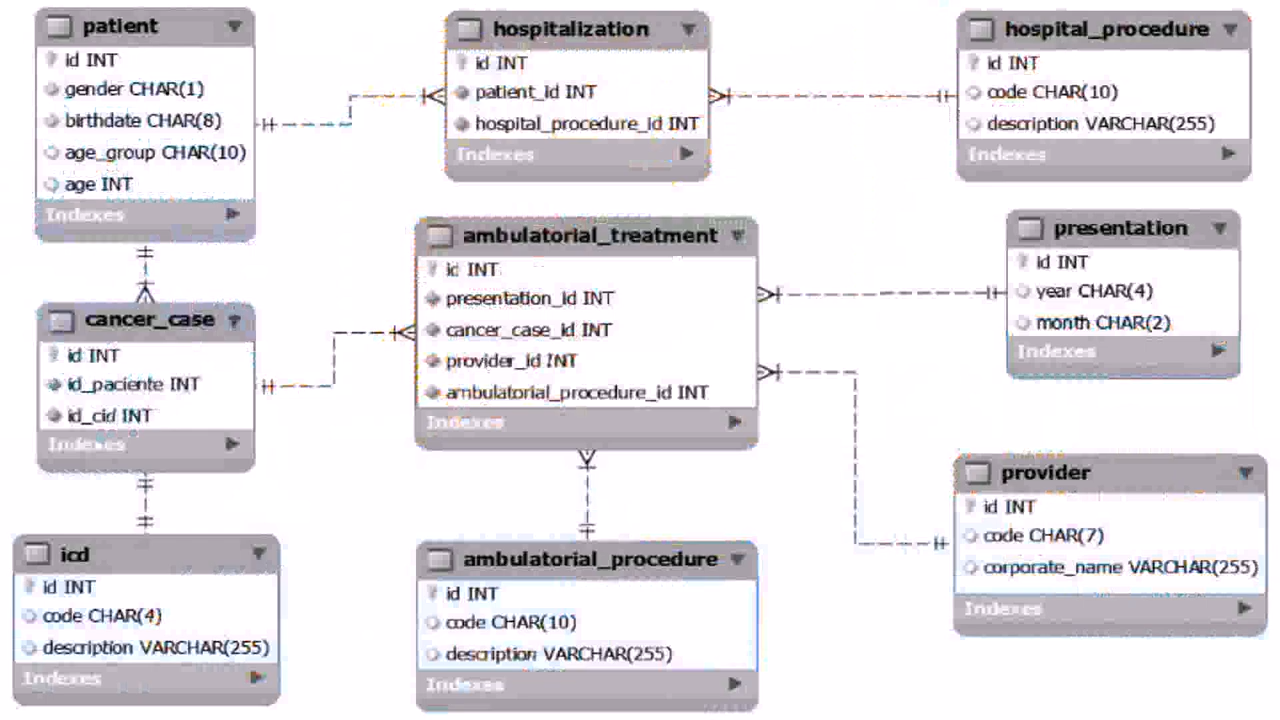 patient
id INT
gender CHAR(1)
birthdate CHAR(8)
age_group CHAR(10)
age INT
Indexes
hospitalization
id INT
patient_id INT
hospital_procedure_id INT
Indexes
hospital_procedure
id INT
code CHAR(10)
description VARCHAR(255)
Indexes
ambulatorial_treatment
id INT
presentation_id INT
cancer_case_id INT
provider_id INT
ambulatorial_procedure_id INT
Indexes
presentation
id INT
year CHAR(4)
month CHAR(2)
Indexes
cancer_case
id INT
id_paciente INT
id_cid INT
Indexes
provider
id INT
code CHAR(7)
corporate_name VARCHAR(255)
Indexes
icd
id INT
code CHAR(4)
description VARCHAR(255)
Indexes
ambulatorial_procedure
id INT
code CHAR(10)
description VARCHAR(255)
Indexes